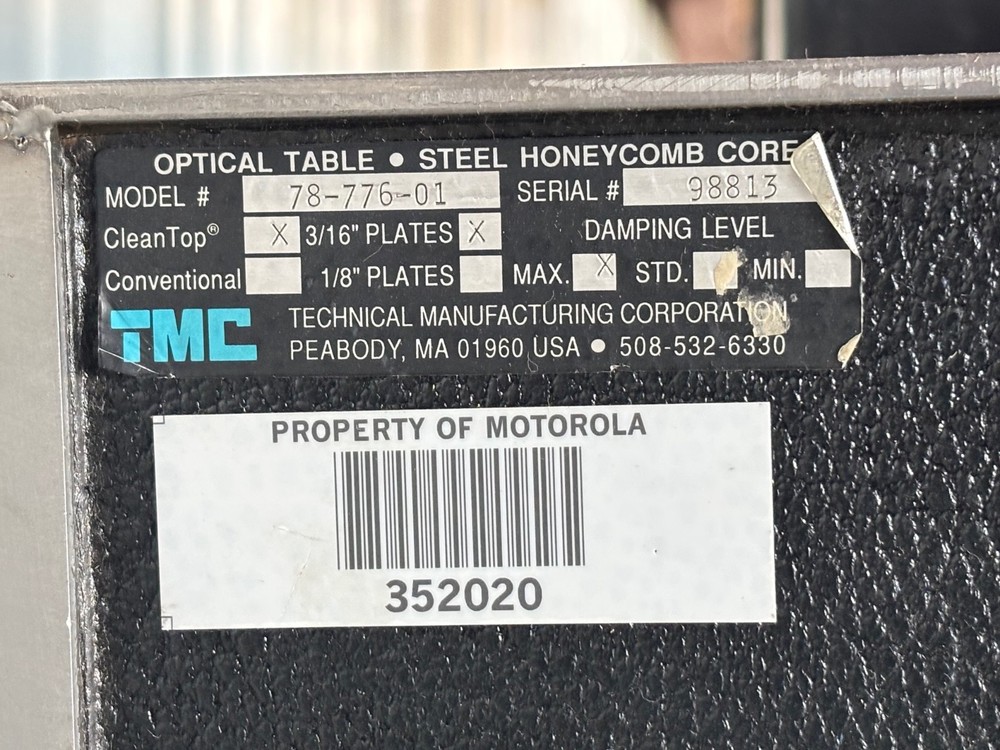 OPTICAL TABLE • STEEL HONEYCOMB CORE
MODEL # 78-776-01 SERIAL # 98813
CleanTop® X 3/16" PLATES X DAMPING LEVEL
Conventional 1/8" PLATES MAX. X STD. MIN.
TMC TECHNICAL MANUFACTURING CORPORATION
PEABODY, MA 01960 USA • 508-532-6330
PROPERTY OF MOTOROLA
352020